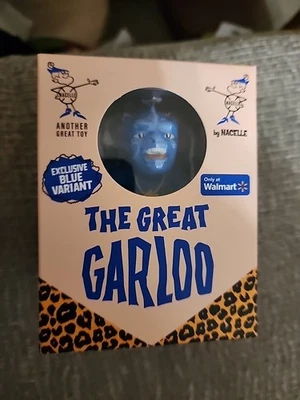 ANOTHER
GREAT TOY
by NACELLE
EXCLUSIVE
BLUE
VARIANT
Only at
Walmart
THE GREAT
GARLOO